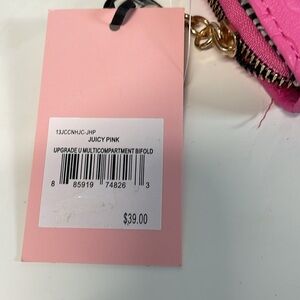 13JCCNHJC-JHP
JUICY PINK
UPGRADE U MULTICOMPARTMENT BIFOLD
8 85919 74826 3
$39.00